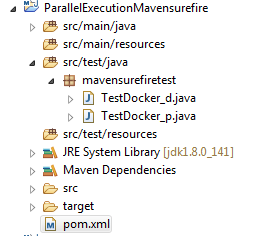 ParallelExecutionMavensurefire
src/main/java
src/main/resources
src/test/java
mavensurefiretest
TestDocker_d.java
TestDocker_p.java
src/test/resources
JRE System Library [jdk1.8.0_141]
Maven Dependencies
src
target
pom.xml